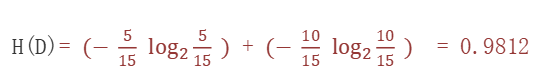 H(D)= (− 5/15 log₂ 5/15 ) + (− 10/15 log₂ 10/15 ) = 0.9812